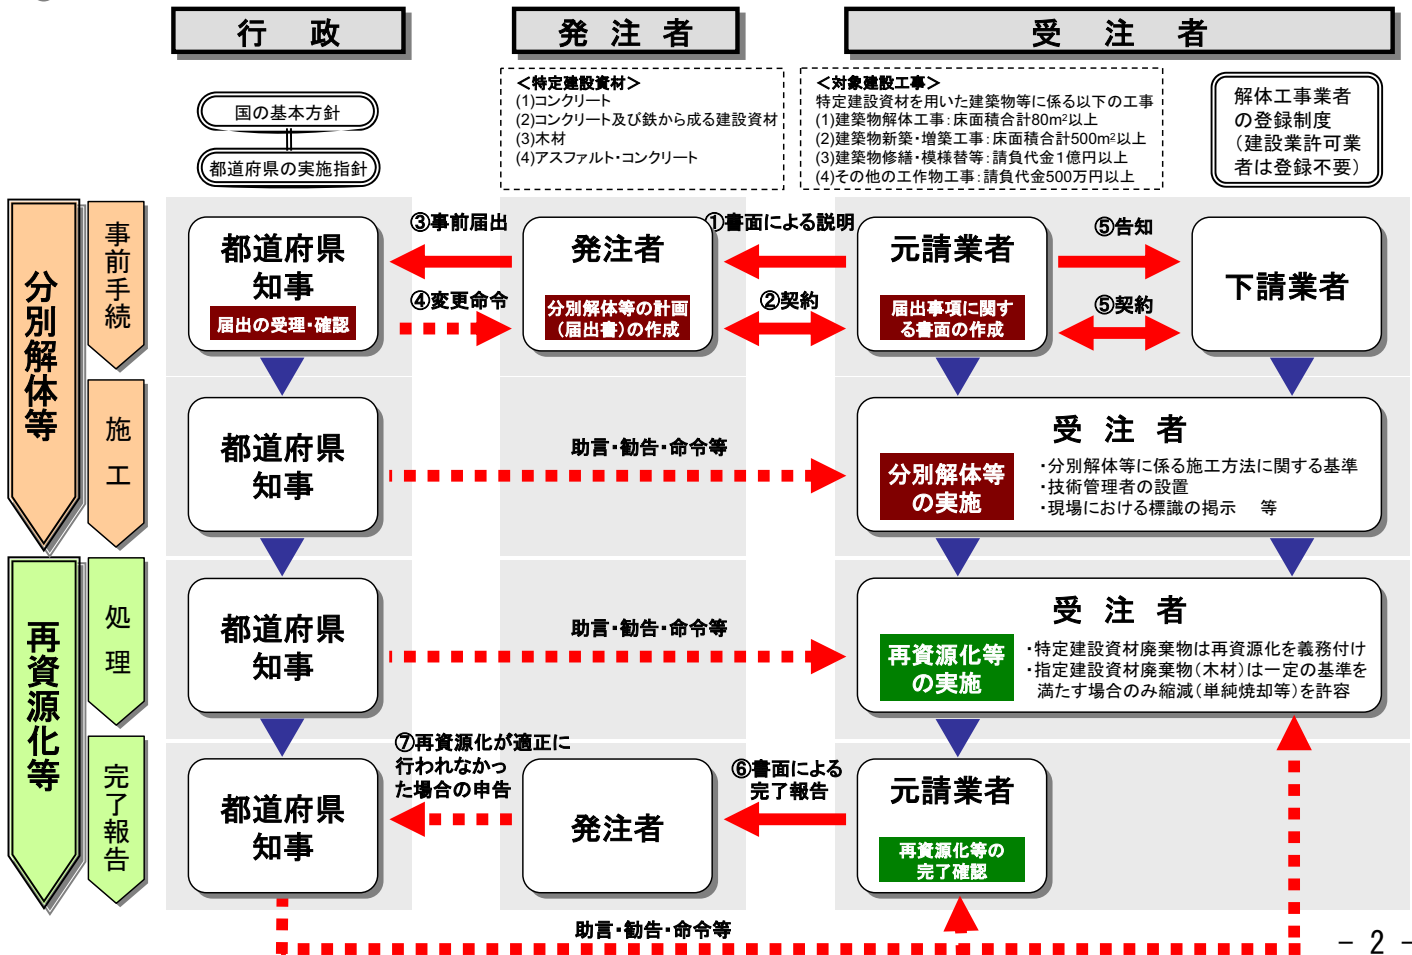 行　政
発 注 者
受　注　者
国の基本方針
都道府県の実施指針
＜特定建設資材＞
(1)コンクリート
(2)コンクリート及び鉄から成る建設資材
(3)木材
(4)アスファルト・コンクリート
＜対象建設工事＞
特定建設資材を用いた建築物等に係る以下の工事
(1)建築物解体工事：床面積合計80m²以上
(2)建築物新築・増築工事：床面積合計500m²以上
(3)建築物修繕・模様替等：請負代金1億円以上
(4)その他の工作物工事：請負代金500万円以上
解体工事業者
の登録制度
（建設業許可業
者は登録不要）
分別解体等
事前手続
都道府県
知事
届出の受理・確認
③事前届出
④変更命令
発注者
分別解体等の計画
（届出書）の作成
①書面による説明
②契約
元請業者
届出事項に関す
る書面の作成
⑤告知
⑤契約
下請業者
施工
都道府県
知事
助言・勧告・命令等
受 注 者
分別解体等
の実施
・分別解体等に係る施工方法に関する基準
・技術管理者の設置
・現場における標識の掲示　等
再資源化等
処理
都道府県
知事
助言・勧告・命令等
受 注 者
再資源化等
の実施
・特定建設資材廃棄物は再資源化を義務付け
・指定建設資材廃棄物（木材）は一定の基準を
満たす場合のみ縮減（単純焼却等）を許容
完了報告
都道府県
知事
⑦再資源化が適正に
行われなかっ
た場合の申告
発注者
⑥書面による
完了報告
元請業者
再資源化等の
完了確認
助言・勧告・命令等
- 2 -